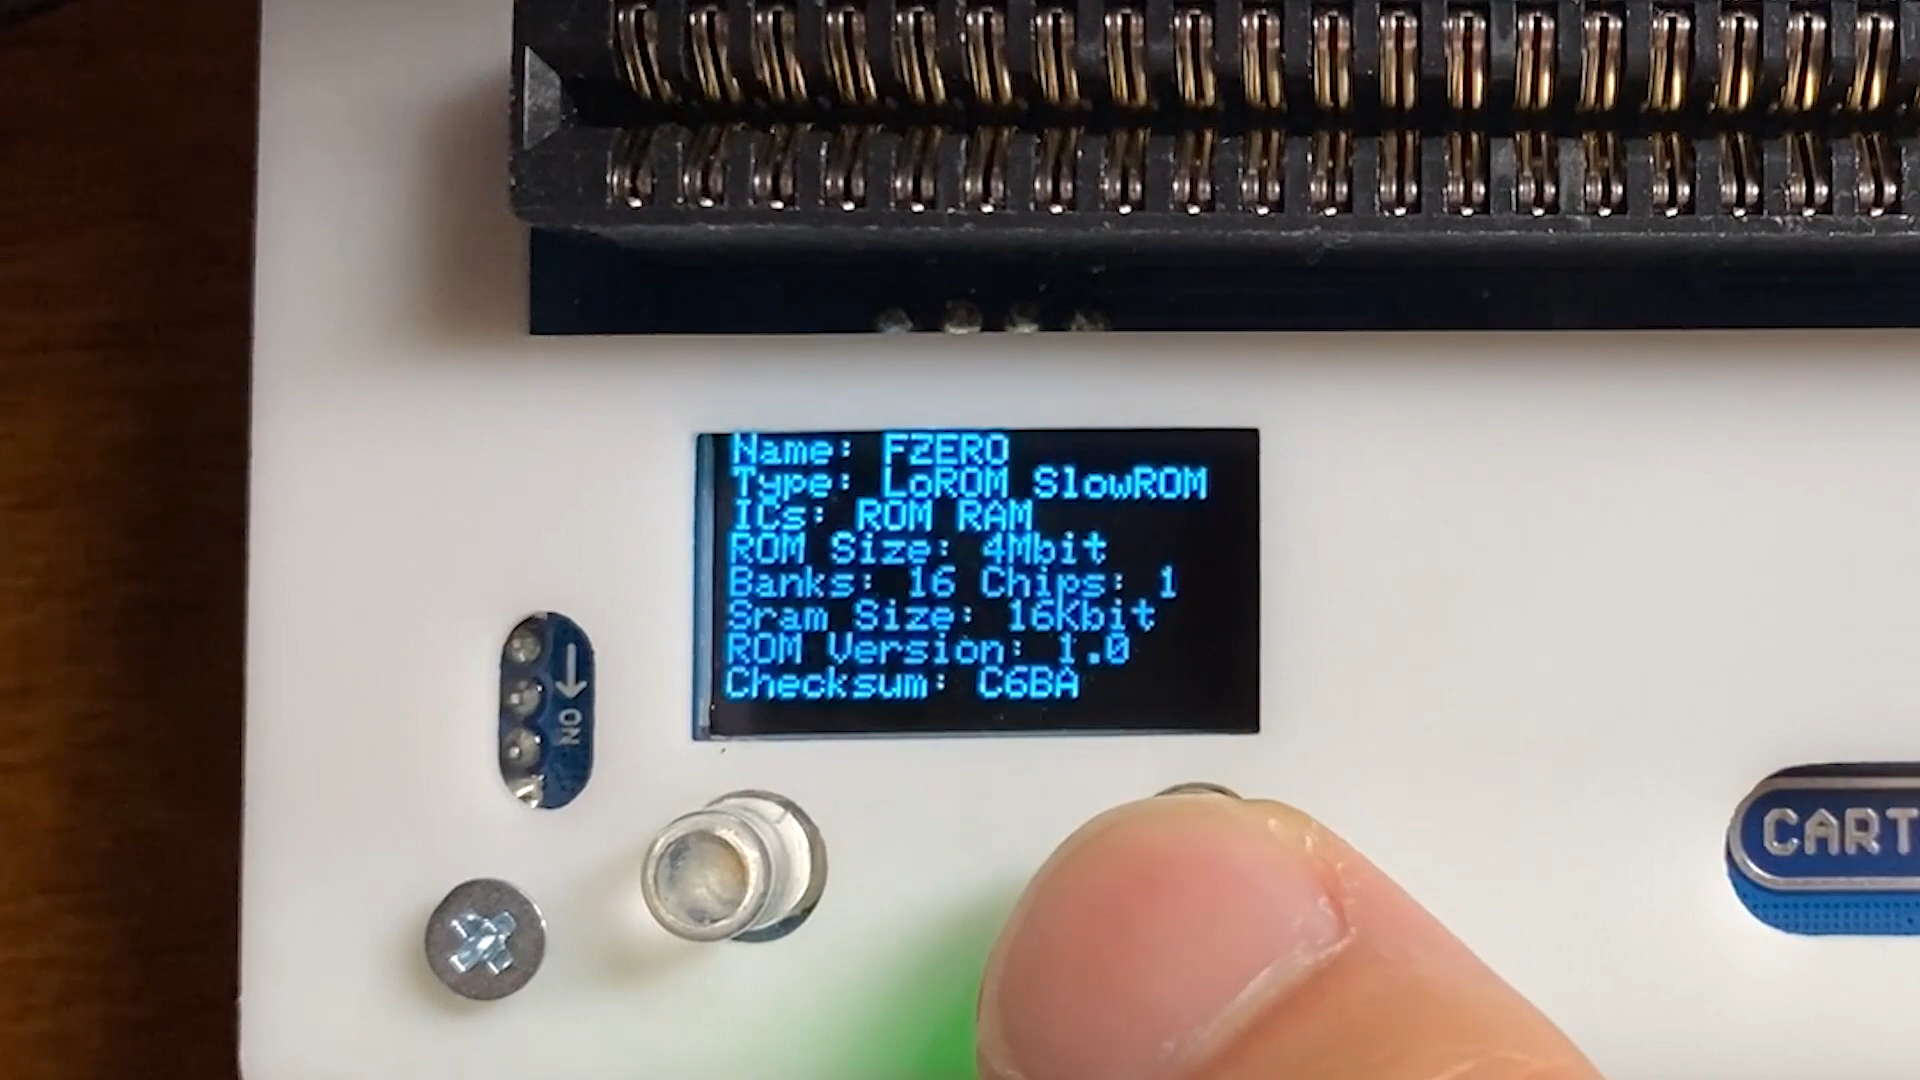 Name: FZERO
Type: LoROM SlowROM
ICs: ROM RAM
ROM Size: 4Mbit
Banks: 16 Chips: 1
Sram Size: 16Kbit
ROM Version: 1.0
Checksum: C6BA
ON
CART